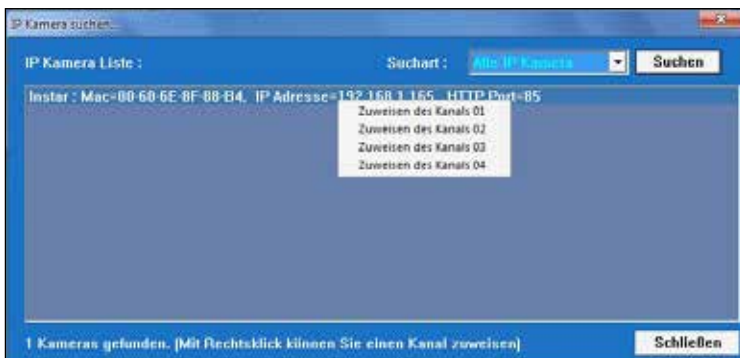 IP Kamera suchen...
IP Kamera Liste : Suchart : Alle IP Kamera Suchen
Instar : Mac=00-60-6E-8F-88-B4, IP Adresse=192.168.1.165, HTTP Port=85
Zuweisen des Kanals 01
Zuweisen des Kanals 02
Zuweisen des Kanals 03
Zuweisen des Kanals 04
1 Kameras gefunden. (Mit Rechtsklick können Sie einen Kanal zuweisen) Schließen